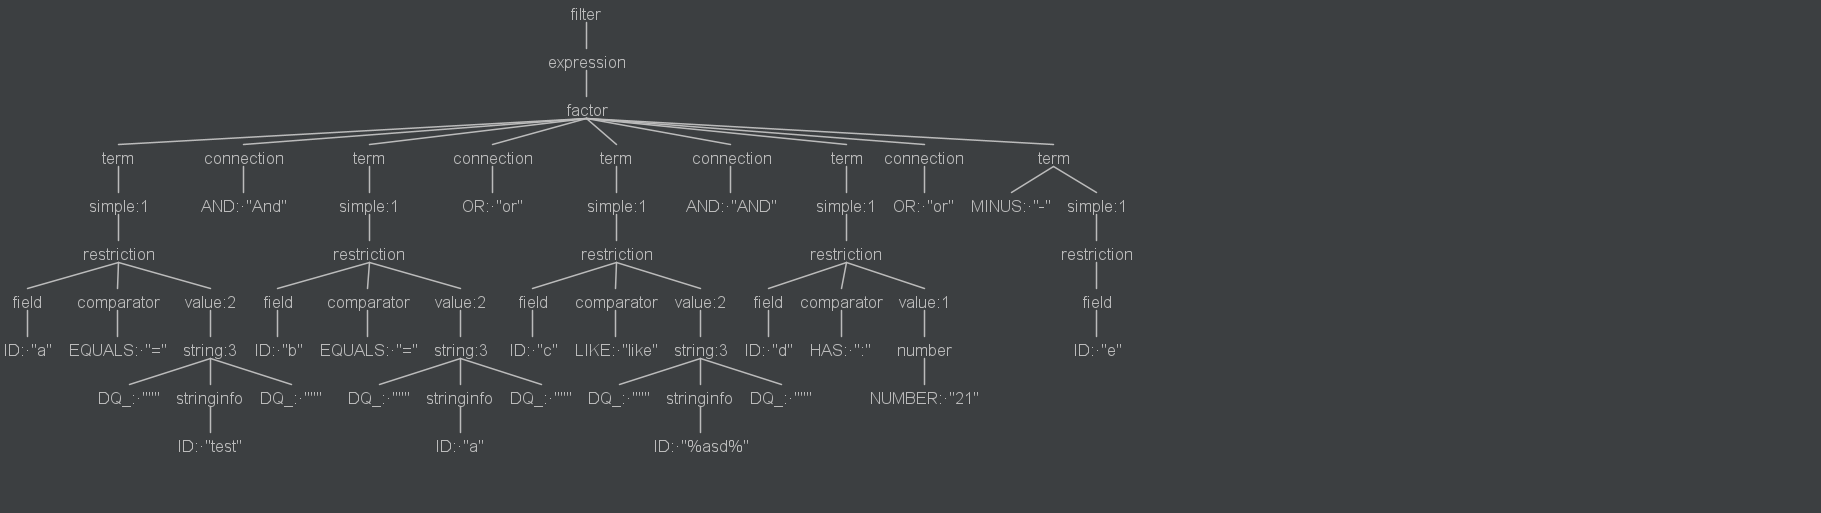 filter
expression
factor
term connection term connection term connection term connection term
simple:1 AND:·"And" simple:1 OR:·"or" simple:1 AND:·"AND" simple:1 OR:·"or" MINUS:·"-" simple:1
restriction restriction restriction restriction restriction
field comparator value:2 field comparator value:2 field comparator value:2 field comparator value:1 field
ID:·"a" EQUALS:·"=" string:3 ID:·"b" EQUALS:·"=" string:3 ID:·"c" LIKE:·"like" string:3 ID:·"d" HAS:·":" number ID:·"e"
DQ_:·""" stringinfo DQ_:·""" DQ_:·""" stringinfo DQ_:·""" DQ_:·""" stringinfo DQ_:·""" NUMBER:·"21"
ID:·"test" ID:·"a" ID:·"%asd%"